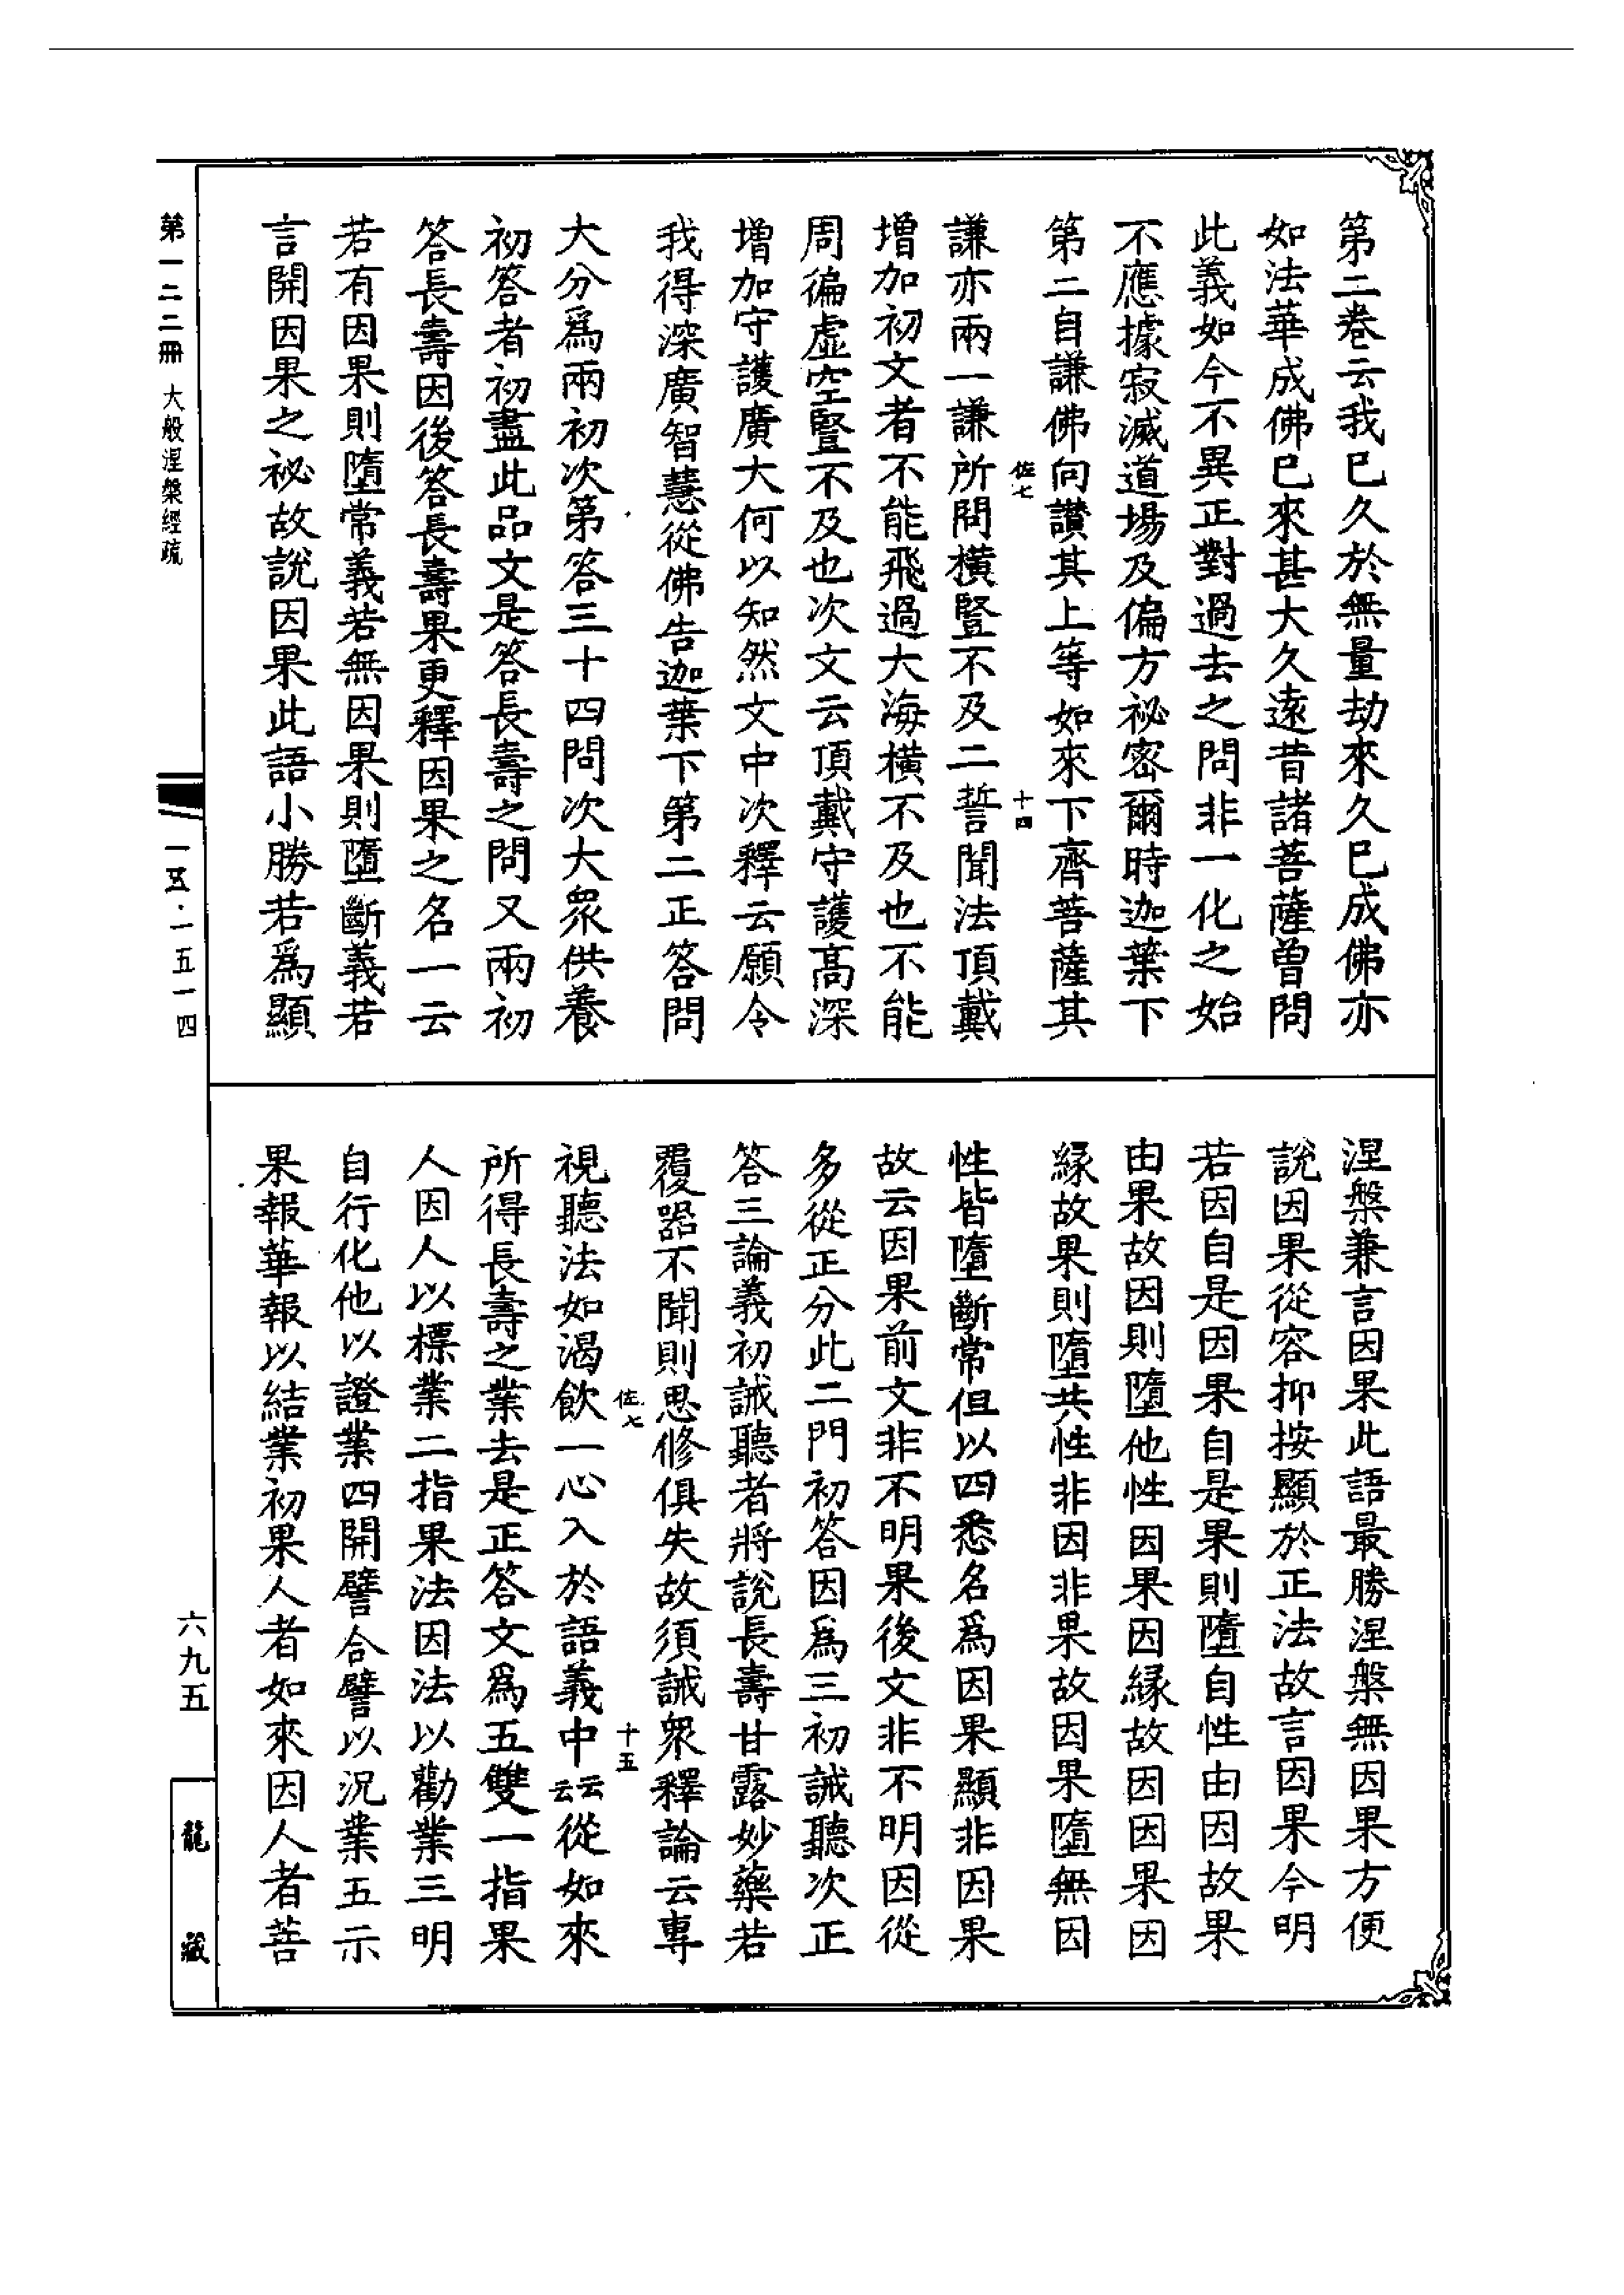 第二卷云我已久於無量劫來久已成佛亦
如法華成佛已來甚大久遠昔諸菩薩曾問
此義如今不異正對過去之問非一化之始
不應據寂滅道場及偏方祕密爾時迦葉下
第二自謙佛向讚其上等如來下齊菩薩其
佐七
十四
謙亦兩一謙所問橫豎不及二誓聞法頂戴
增加初文者不能飛過大海橫不及也不能
周徧虛空豎不及也次文云頂戴守護高深
增加守護廣大何以知然文中次釋云願令
我得深廣智慧從佛告迦葉下第二正答問
大分為兩初次第答三十四問次大眾供養
初答者初盡此品文是答長壽之問又兩初
答長壽因後答長壽果更釋因果之名一云
若有因果則墮常義若無因果則墮斷義若
言開因果之祕故說因果此語小勝若為顯
涅槃兼言因果此語最勝涅槃無因果方便
說因果從容抑按顯於正法故言因果今明
若因自是因果自是果則墮自性由因故果
由果故因則墮他性因果因緣故因因果因
緣故果則墮共性非因非果故因果墮無因
性皆墮斷常但以四悉名為因果顯非因果
故云因果前文非不明果後文非不明因從
多從正分此二門初答因為三初誡聽次正
答三論義初誡聽者將說長壽甘露妙藥若
覆器不聞則思修俱失故須誡眾釋論云專
佐七
十五
視聽法如渴飲一心入於語義中云云從如來
所得長壽之業去是正答文為五雙一指果
人因人以標業二指果法因法以勸業三明
自行化他以證業四開譬合譬以況業五示
果報華報以結業初果人者如來因人者菩
第一二二冊 大般涅槃經疏
一五·一五一四
六九五
龍藏